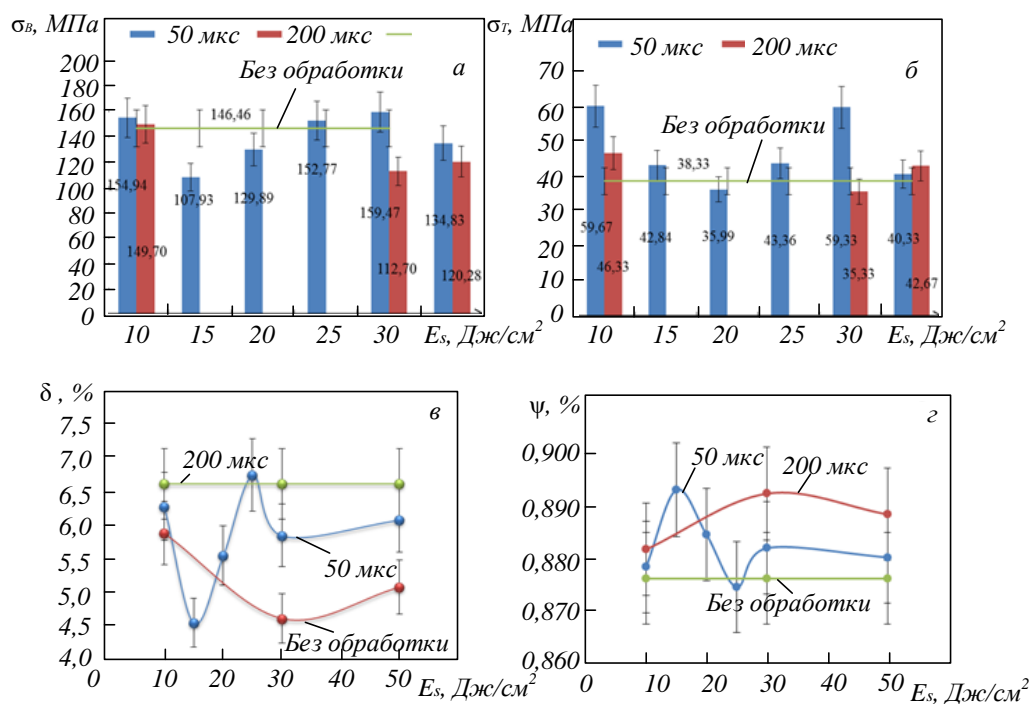 σв, МПа
50 мкс 200 мкс
Без обработки
а
200
180
160
140
120
100
80
60
40
20
0
146,46
154,94
149,70
107,93
129,89
152,77
159,47
112,70
134,83
120,28
10 15 20 25 30 Es, Дж/см²
σт, МПа
50 мкс 200 мкс
Без обработки
б
70
60
50
40
30
20
10
0
38,33
59,67
46,33
42,84
35,99
43,36
59,33
35,33
40,33
42,67
10 15 20 25 30 Es, Дж/см²
δ , %
в
7,5
7,0
6,5
6,0
5,5
5,0
4,5
4,0
200 мкс
50 мкс
Без обработки
0 10 20 30 40 50 Es, Дж/см²
ψ, %
г
0,900
0,890
0,880
0,870
0,860
50 мкс
200 мкс
Без обработки
0 10 20 30 40 50 Es, Дж/см²